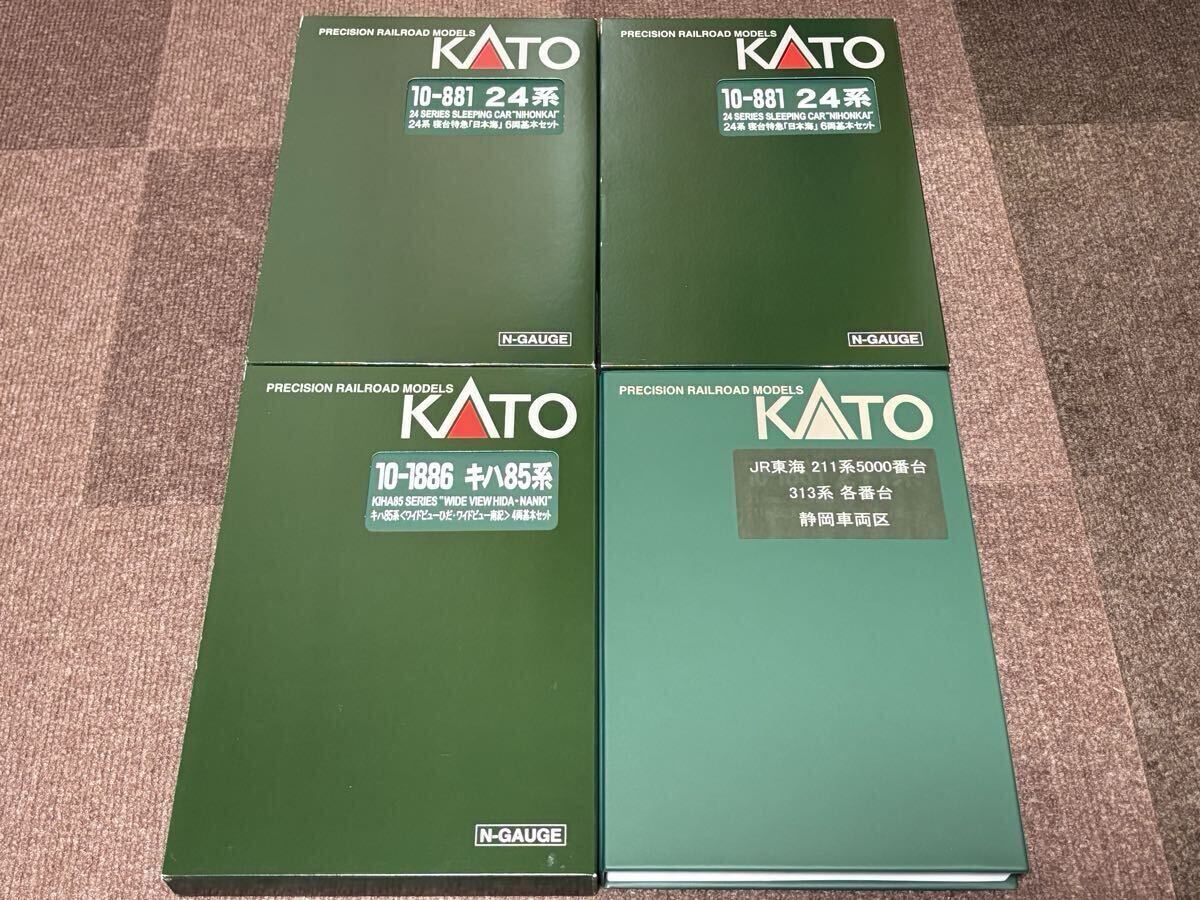 PRECISION RAILROAD MODELS
KATO
10-881 24系
24 SERIES SLEEPING CAR "NIHONKAI"
24系 寝台特急「日本海」6両基本セット
N-GAUGE
PRECISION RAILROAD MODELS
KATO
10-881 24系
24 SERIES SLEEPING CAR "NIHONKAI"
24系 寝台特急「日本海」6両基本セット
N-GAUGE
PRECISION RAILROAD MODELS
KATO
10-1886 キハ85系
KIHA85 SERIES "WIDE VIEW HIDA・NANKI"
キハ85系<ワイドビューひだ・ワイドビュー南紀>4両基本セット
N-GAUGE
PRECISION RAILROAD MODELS
KATO
JR東海 211系5000番台
313系 各番台
静岡車両区